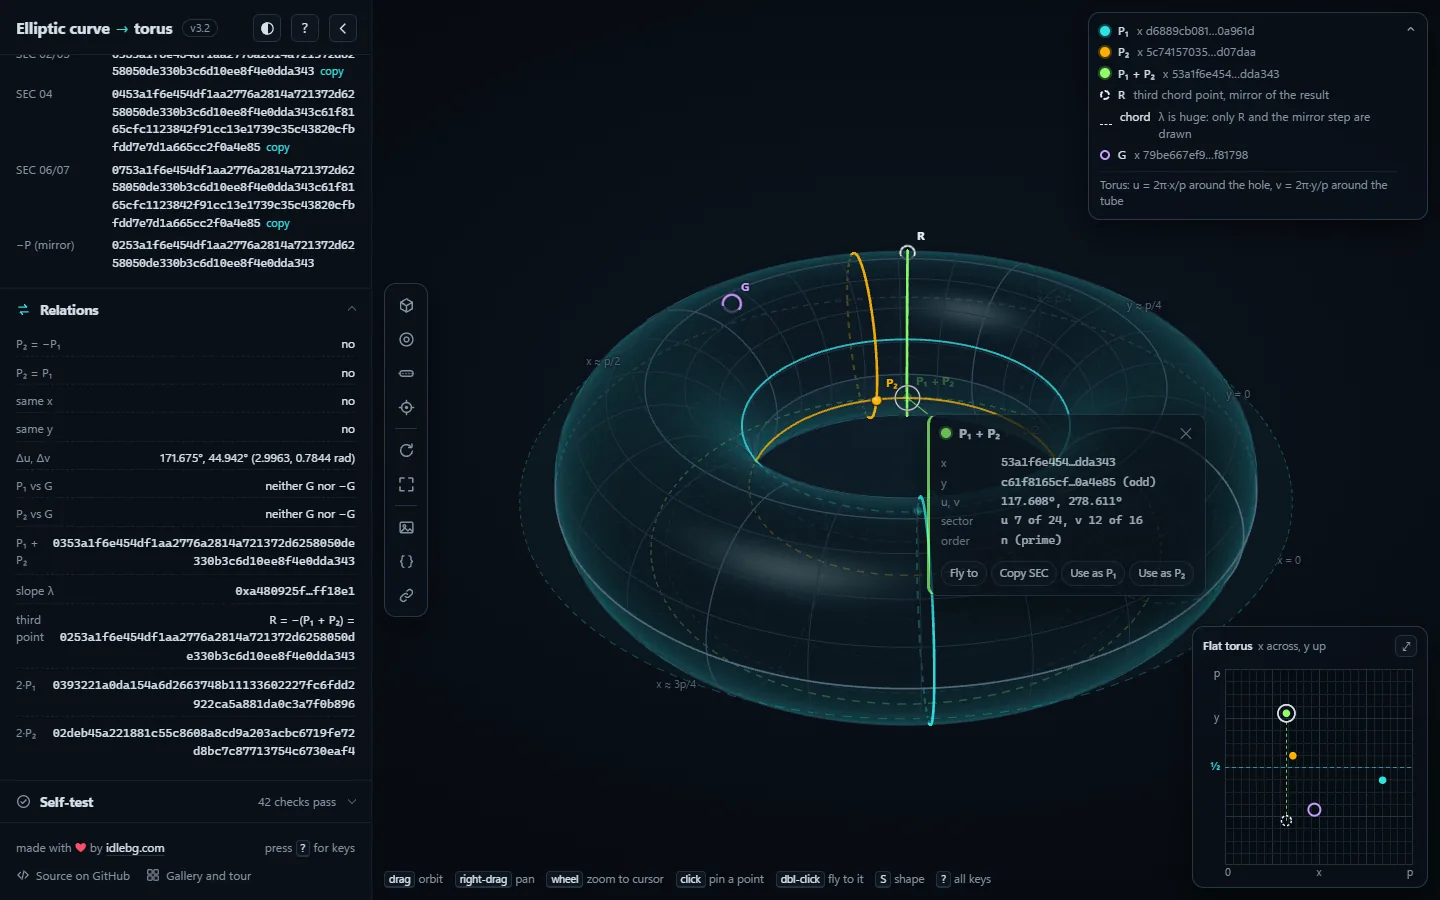 Elliptic curve → torus v3.2 ?
58050de330b3c6d10ee8f4e0dda343 copy
SEC 04 0453a1f6e454df1aa2776a2814a721372d62
58050de330b3c6d10ee8f4e0dda343c61f81
65cfc1123842f91cc13e1739c35c43820cfb
fdd7e7d1a665cc2f0a4e85 copy
SEC 06/07 0753a1f6e454df1aa2776a2814a721372d62
58050de330b3c6d10ee8f4e0dda343c61f81
65cfc1123842f91cc13e1739c35c43820cfb
fdd7e7d1a665cc2f0a4e85 copy
−P (mirror) 0253a1f6e454df1aa2776a2814a721372d62
58050de330b3c6d10ee8f4e0dda343
Relations
P₂ = −P₁ no
P₂ = P₁ no
same x no
same y no
Δu, Δv 171.675°, 44.942° (2.9963, 0.7844 rad)
P₁ vs G neither G nor −G
P₂ vs G neither G nor −G
P₁ + 0353a1f6e454df1aa2776a2814a721372d6258050de
P₂ 330b3c6d10ee8f4e0dda343
slope λ 0xa480925f…ff18e1
third R = −(P₁ + P₂) =
point 0253a1f6e454df1aa2776a2814a721372d6258050d
e330b3c6d10ee8f4e0dda343
2·P₁ 0393221a0da154a6d2663748b11133602227fc6fdd2
922ca5a881da0c3a7f0b896
2·P₂ 02deb45a221881c55c8608a8cd9a203acbc6719fe72
d8bc7c87713754c6730eaf4
Self-test 42 checks pass
made with ❤ by idlebg.com press ? for keys
Source on GitHub Gallery and tour
P₁ x d6889cb081…0a961d
P₂ x 5c74157035…d07daa
P₁ + P₂ x 53a1f6e454…dda343
R third chord point, mirror of the result
chord λ is huge: only R and the mirror step are
drawn
G x 79be667ef9…f81798
Torus: u = 2π·x/p around the hole, v = 2π·y/p around the
tube
R
G
y ≈ p/4
x ≈ p/2
P₂ P₁ + P₂
y = 0
x = 0
x ≈ 3p/4
P₁ + P₂
x 53a1f6e454…dda343
y c61f8165cf…0a4e85 (odd)
u, v 117.608°, 278.611°
sector u 7 of 24, v 12 of 16
order n (prime)
Fly to Copy SEC Use as P₁ Use as P₂
Flat torus x across, y up
p
y
½
0 x p
drag orbit right-drag pan wheel zoom to cursor click pin a point dbl-click fly to it S shape ? all keys